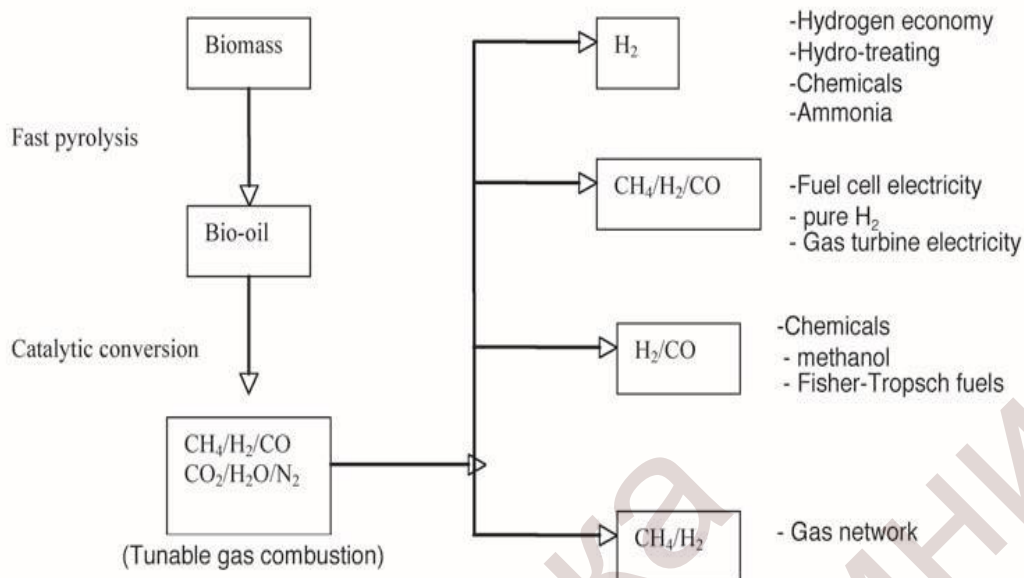 Biomass
Fast pyrolysis
Bio-oil
Catalytic conversion
CH₄/H₂/CO
CO₂/H₂O/N₂
(Tunable gas combustion)
H₂
-Hydrogen economy
-Hydro-treating
-Chemicals
-Ammonia
CH₄/H₂/CO
-Fuel cell electricity
- pure H₂
- Gas turbine electricity
H₂/CO
-Chemicals
- methanol
- Fisher-Tropsch fuels
CH₄/H₂
- Gas network